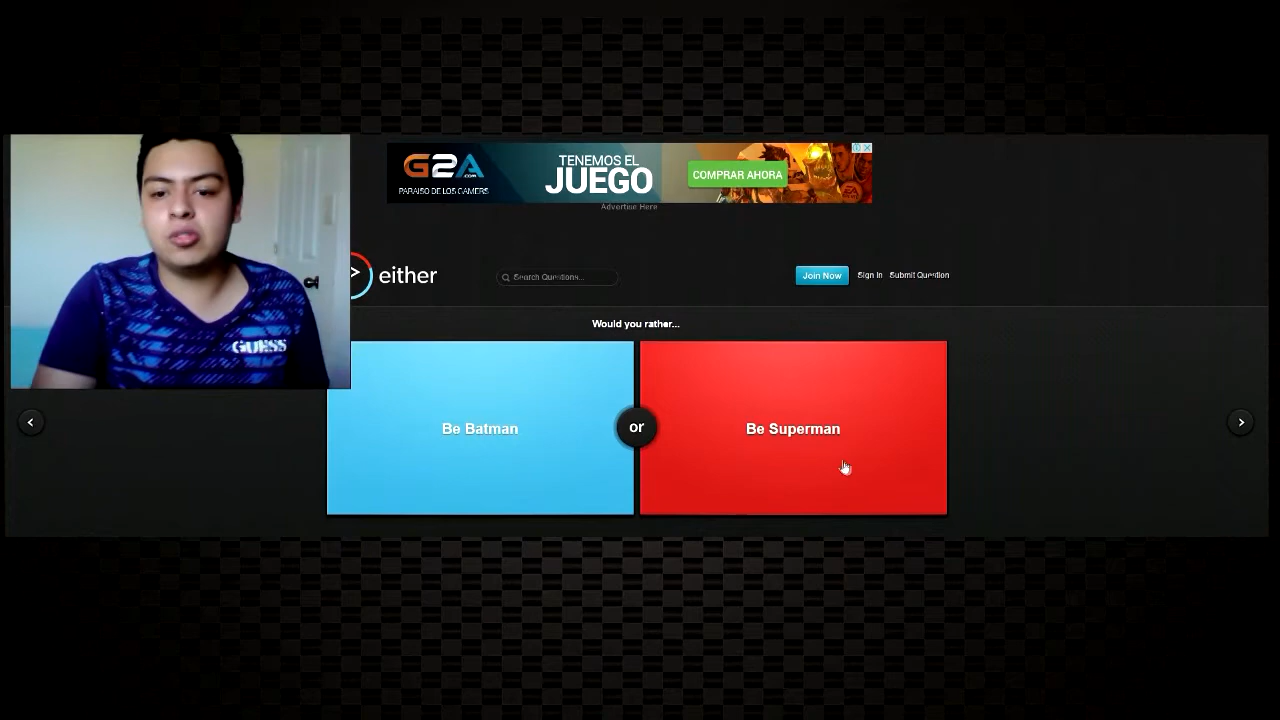 G2A.COM
PARAISO DE LOS GAMERS
TENEMOS EL
JUEGO
COMPRAR AHORA
Advertise Here
either
Search Questions...
Join Now
Sign In
Submit Question
Would you rather...
Be Batman
or
Be Superman
GUESS